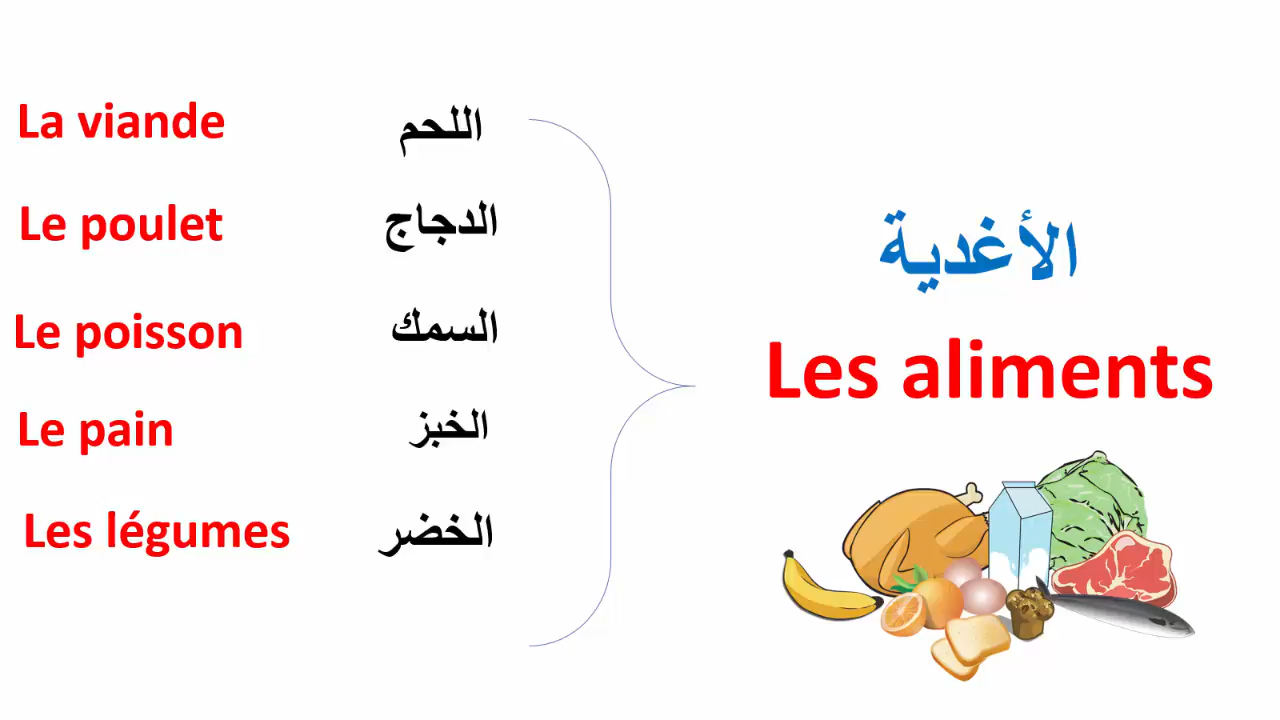 La viande اللحم
Le poulet الدجاج
Le poisson السمك
Le pain الخبز
Les légumes الخضر
الأغدية
Les aliments